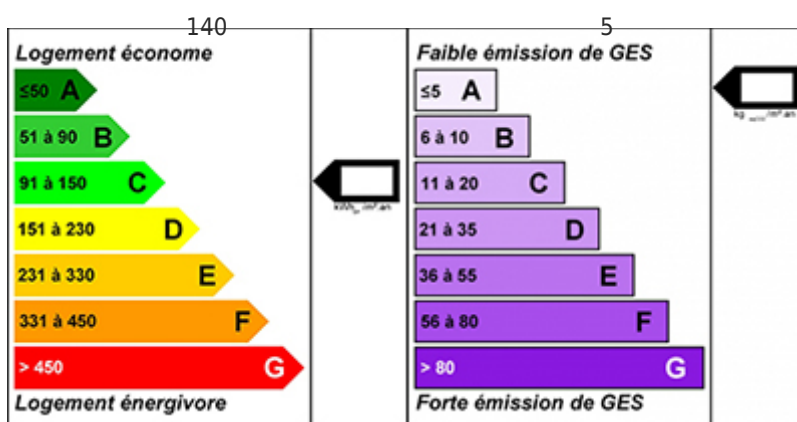 140
Logement économe
≤50 A
51 à 90 B
91 à 150 C
151 à 230 D
231 à 330 E
331 à 450 F
> 450 G
Logement énergivore
5
Faible émission de GES
≤5 A
6 à 10 B
11 à 20 C
21 à 35 D
36 à 55 E
56 à 80 F
> 80 G
Forte émission de GES